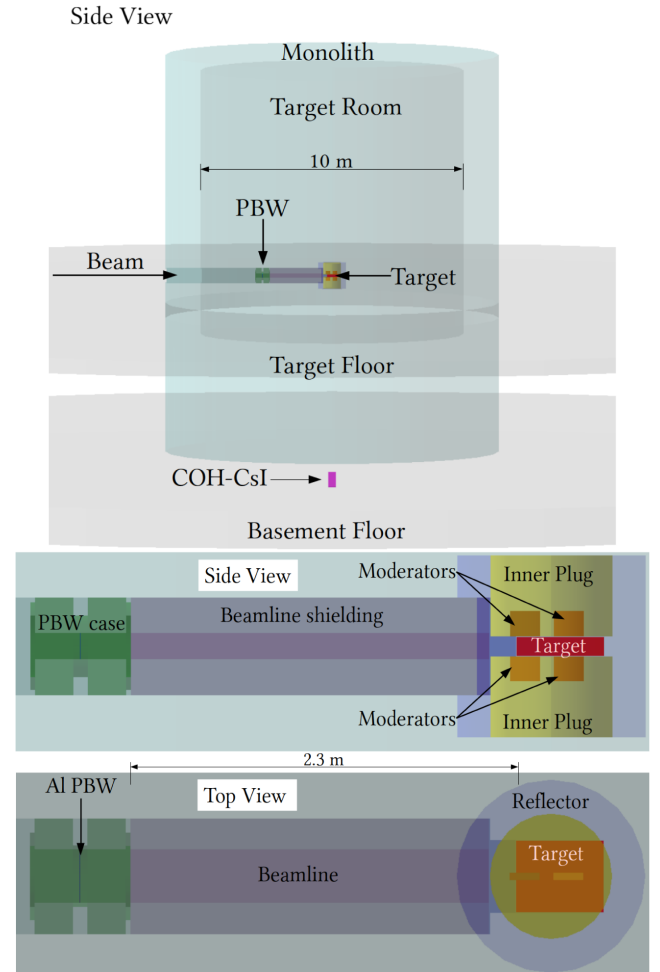 Side View
Monolith
Target Room
10 m
PBW
Beam
Target
Target Floor
COH-CsI
Basement Floor
Side View
Moderators
Inner Plug
PBW case
Beamline shielding
Target
Moderators
Inner Plug
2.3 m
Al PBW
Top View
Reflector
Target
Beamline